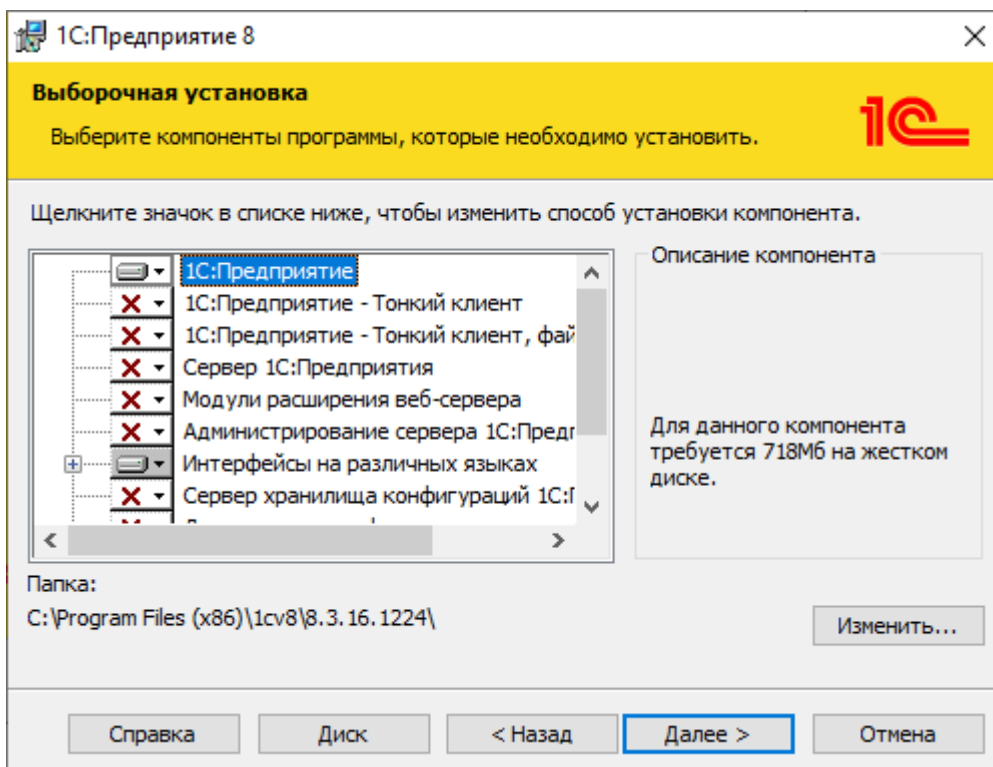 1С:Предприятие 8
Выборочная установка
Выберите компоненты программы, которые необходимо установить.
1С
Щелкните значок в списке ниже, чтобы изменить способ установки компонента.
1С:Предприятие
1С:Предприятие - Тонкий клиент
1С:Предприятие - Тонкий клиент, фай
Сервер 1С:Предприятия
Модули расширения веб-сервера
Администрирование сервера 1С:Предг
Интерфейсы на различных языках
Сервер хранилища конфигураций 1С:Г
Описание компонента
Для данного компонента
требуется 718Мб на жестком
диске.
Папка:
C:\Program Files (x86)\1cv8\8.3.16.1224\
Изменить...
Справка
Диск
< Назад
Далее >
Отмена